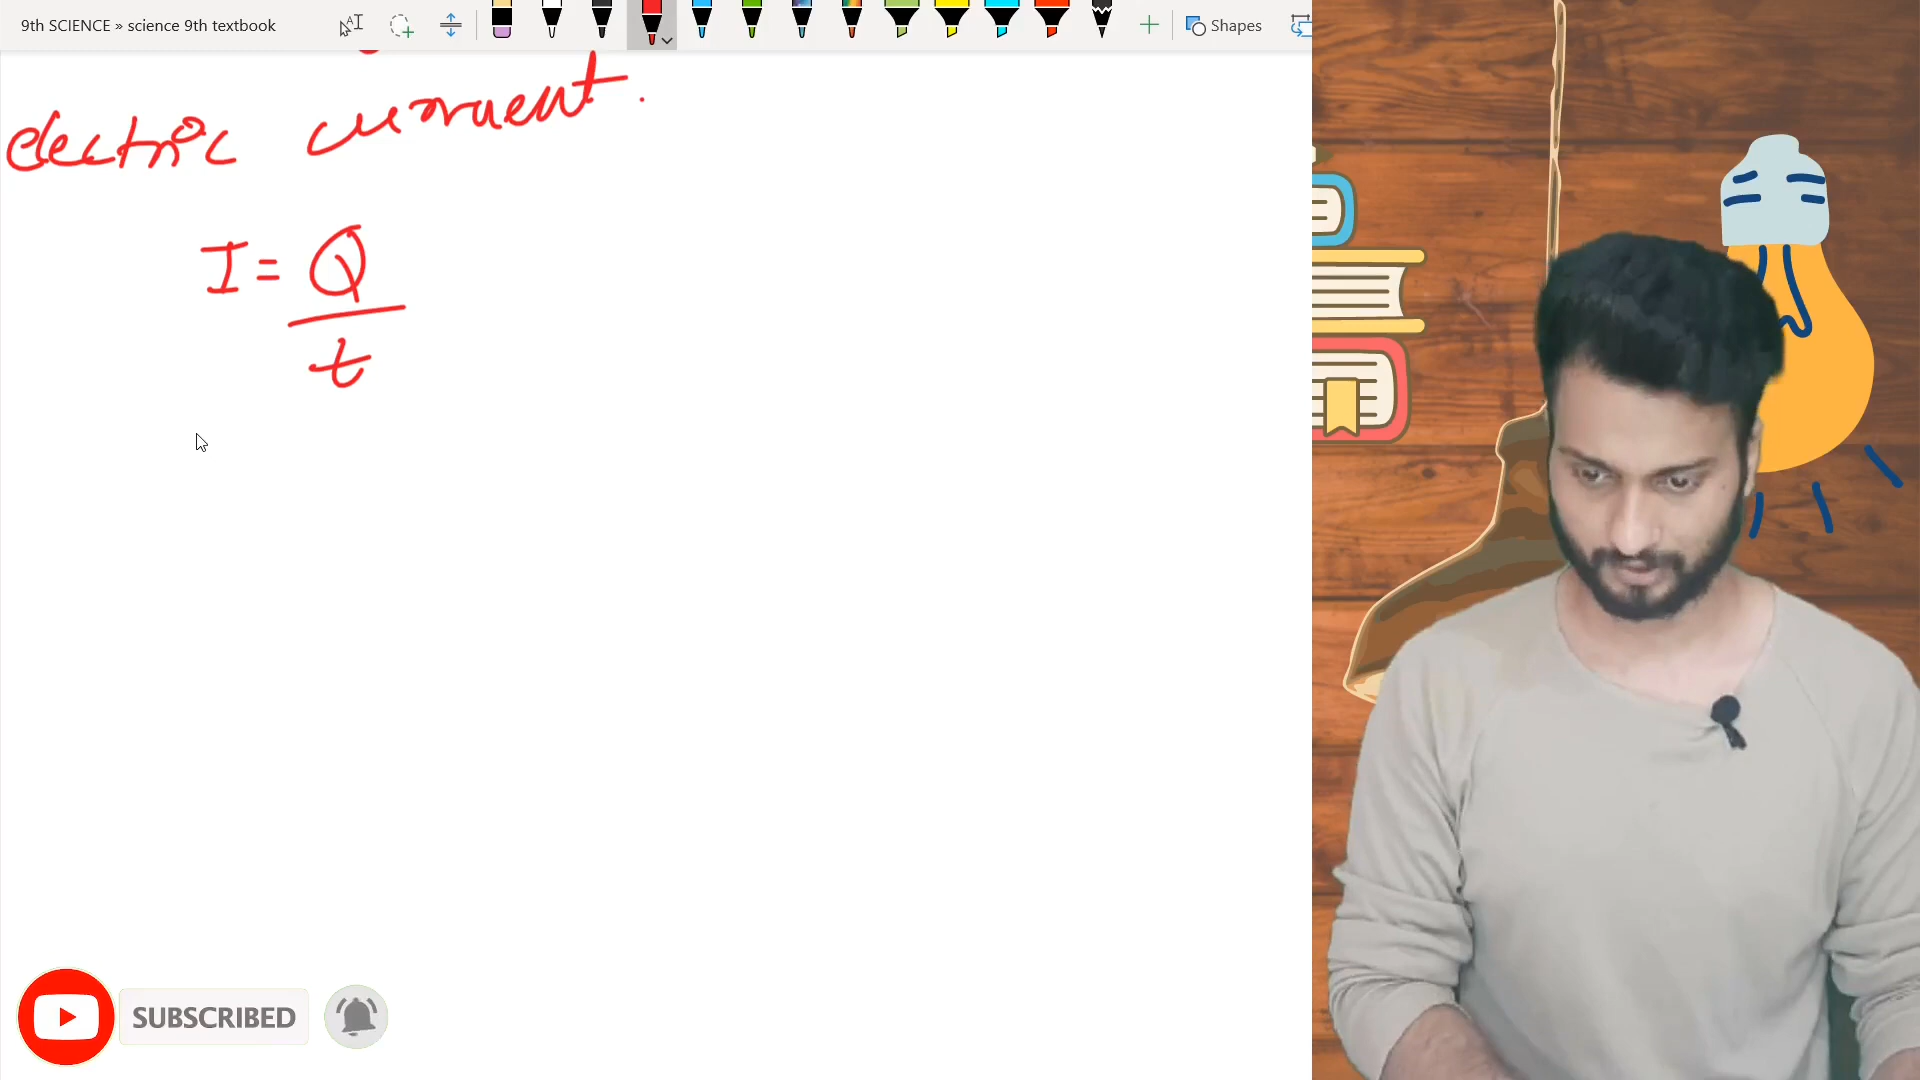 9th SCIENCE » science 9th textbook
Shapes
electric current.
I = Q
t
SUBSCRIBED